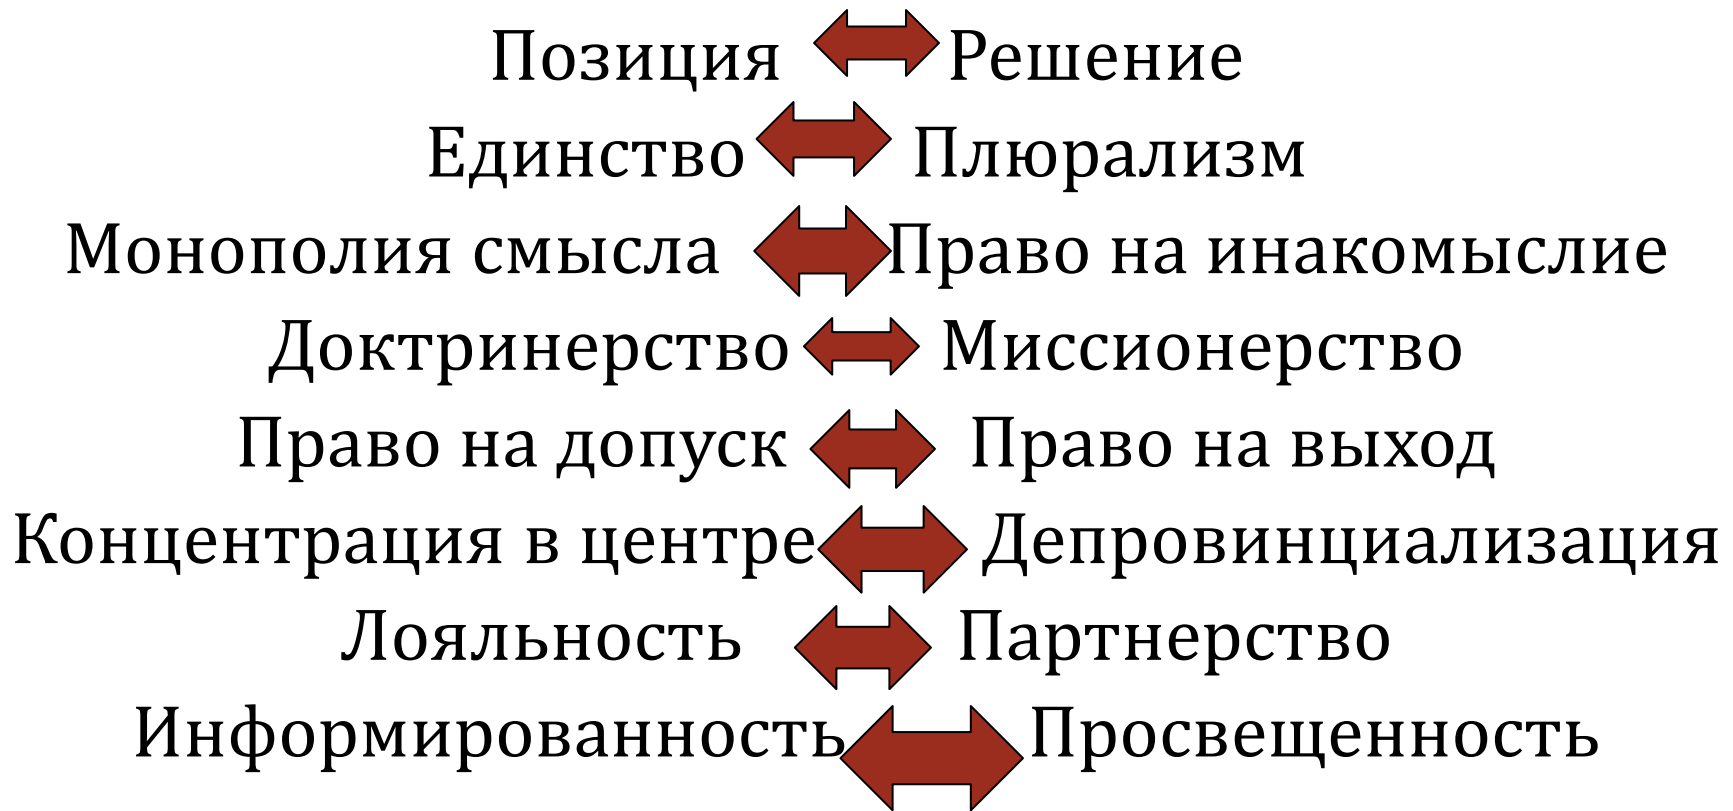 Позиция Решение
Единство Плюрализм
Монополия смысла Право на инакомыслие
Доктринерство Миссионерство
Право на допуск Право на выход
Концентрация в центре Депровинциализация
Лояльность Партнерство
Информированность Просвещенность